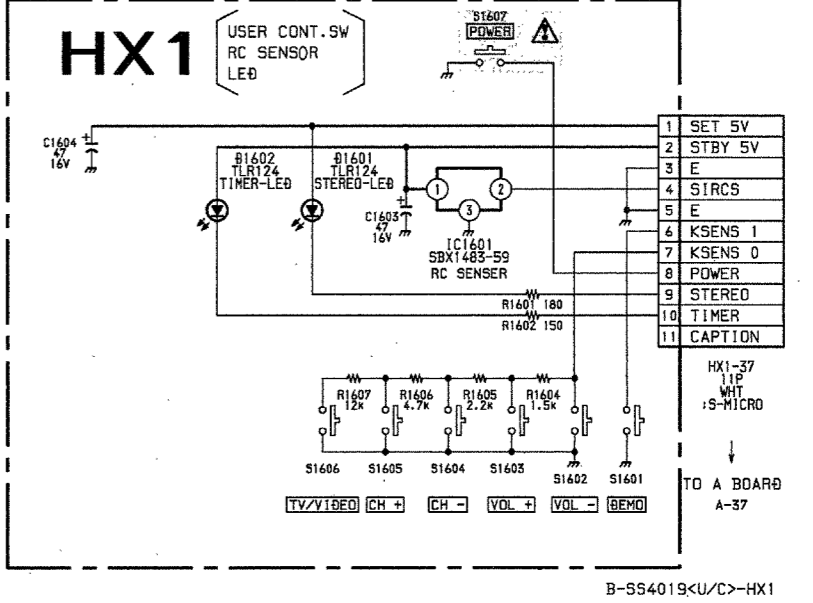 HX1
USER CONT.SW
RC SENSOR
LED
S1607
POWER
C1604
47
16V
D1602
TLR124
TIMER-LED
D1601
TLR124
STEREO-LED
C1603
47
16V
1
2
3
IC1601
SBX1483-59
RC SENSER
R1601 180
R1602 150
1 SET 5V
2 STBY 5V
3 E
4 SIRCS
5 E
6 KSENS 1
7 KSENS 0
8 POWER
9 STEREO
10 TIMER
11 CAPTION
HX1-37
11P
WHT
:S-MICRO
TO A BOARD
A-37
R1607
12k
R1606
4.7k
R1605
2.2k
R1604
1.5k
S1606
S1605
S1604
S1603
S1602
S1601
TV/VIDEO
CH +
CH -
VOL +
VOL -
DEMO
B-SS4019<U/C>-HX1